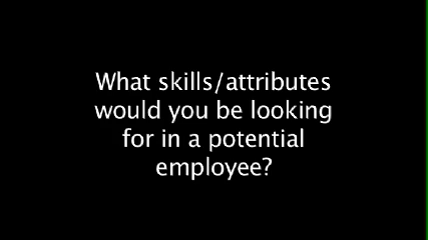 What skills/attributes
would you be looking
for in a potential
employee?